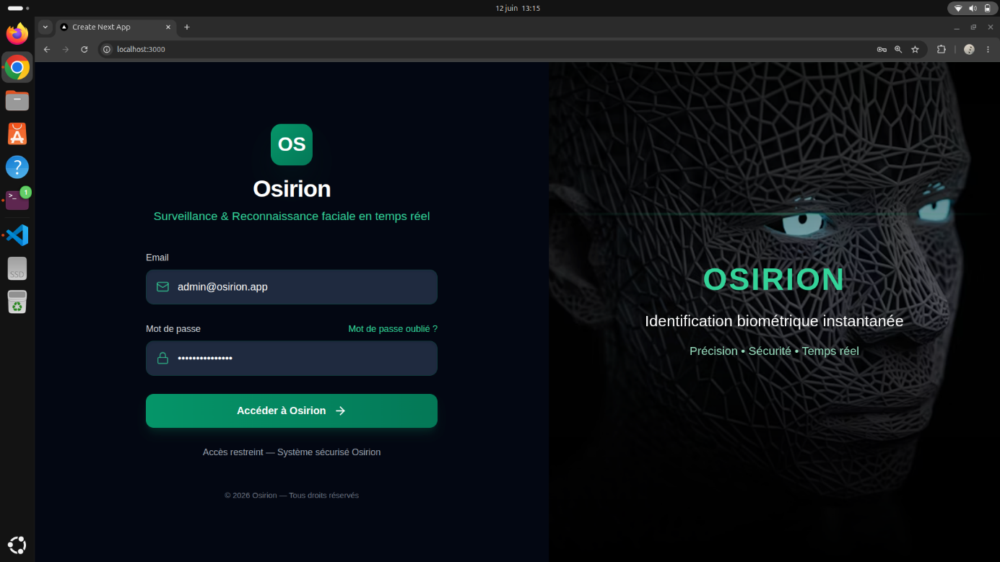 12 juin 13:15
Create Next App
localhost:3000
OS
Osirion
Surveillance & Reconnaissance faciale en temps réel
Email
admin@osirion.app
Mot de passe
Mot de passe oublié ?
•••••••••••••••
Accéder à Osirion →
Accès restreint — Système sécurisé Osirion
© 2026 Osirion — Tous droits réservés
OSIRION
Identification biométrique instantanée
Précision • Sécurité • Temps réel
>_
1
?
SSD